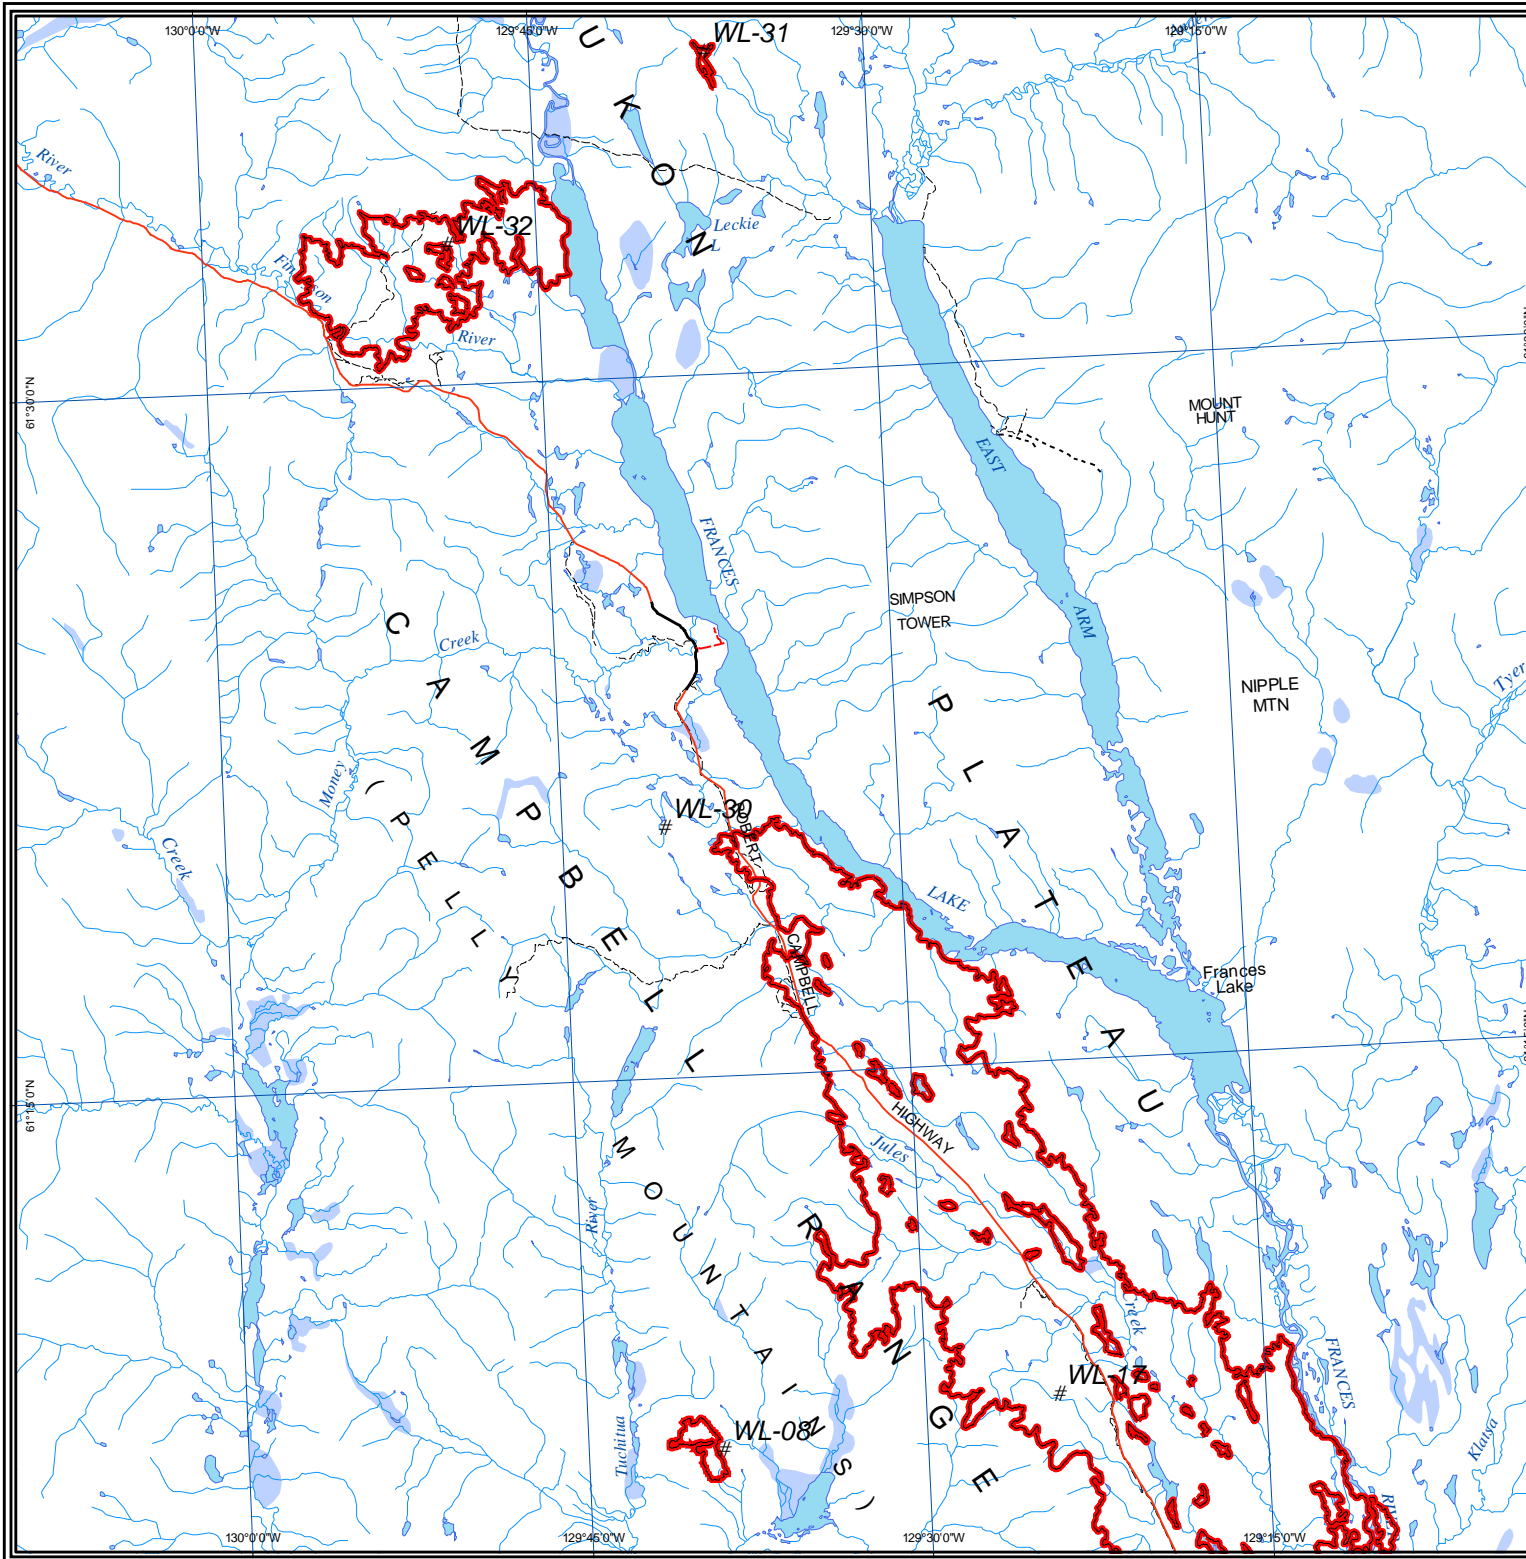 130°0'0"W
129°45'0"W
129°30'0"W
129°15'0"W
YUKON
WL-31
River
WL-32
Leckie
L
Finlayson
River
61°30'0"N
MOUNT
HUNT
EAST
FRANCES
SIMPSON
TOWER
ARM
Creek
NIPPLE
MTN
Tyer
PLATEAU
CAMPBELL
RANGE
(PELLY
MOUNTAINS)
Money
Creek
WL-30
ROBERT
LAKE
CAMPBELL
Frances
Lake
61°15'0"N
HIGHWAY
Jules
Creek
River
WL-17
FRANCES
WL-08
Tuchitua
Klatsa
RIVER
130°0'0"W
129°45'0"W
129°30'0"W
129°15'0"W